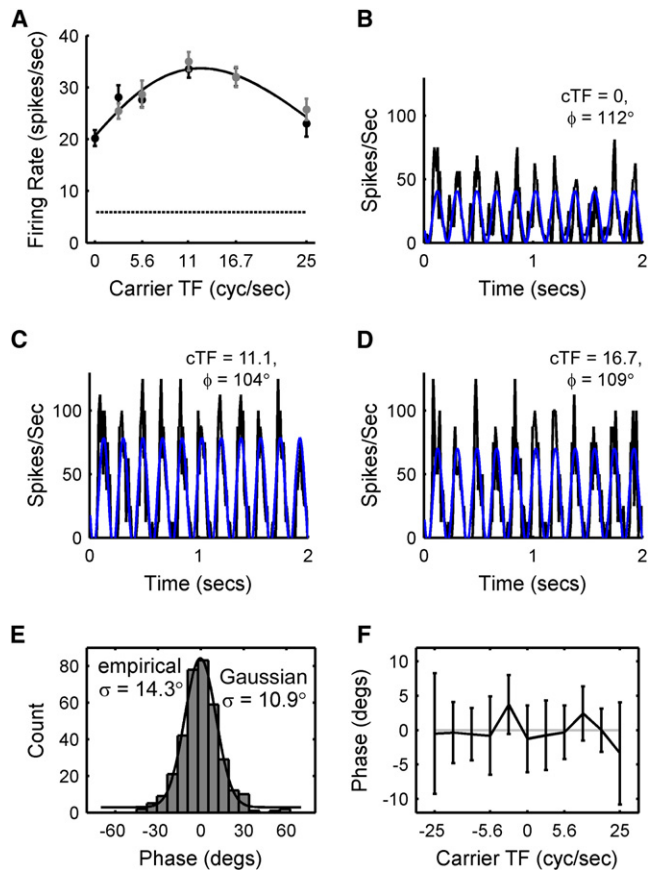 A
Firing Rate (spikes/sec)
40
30
20
10
0
0 5.6 11 16.7 25
Carrier TF (cyc/sec)
B
cTF = 0,
ϕ = 112°
Spikes/Sec
100
50
0
0 1 2
Time (secs)
C
cTF = 11.1,
ϕ = 104°
Spikes/Sec
100
50
0
0 1 2
Time (secs)
D
cTF = 16.7,
ϕ = 109°
Spikes/Sec
100
50
0
0 1 2
Time (secs)
E
empirical
σ = 14.3°
Gaussian
σ = 10.9°
Count
80
60
40
20
0
-60 -30 0 30 60
Phase (degs)
F
Phase (degs)
10
5
0
-5
-10
-25 -5.6 0 5.6 25
Carrier TF (cyc/sec)